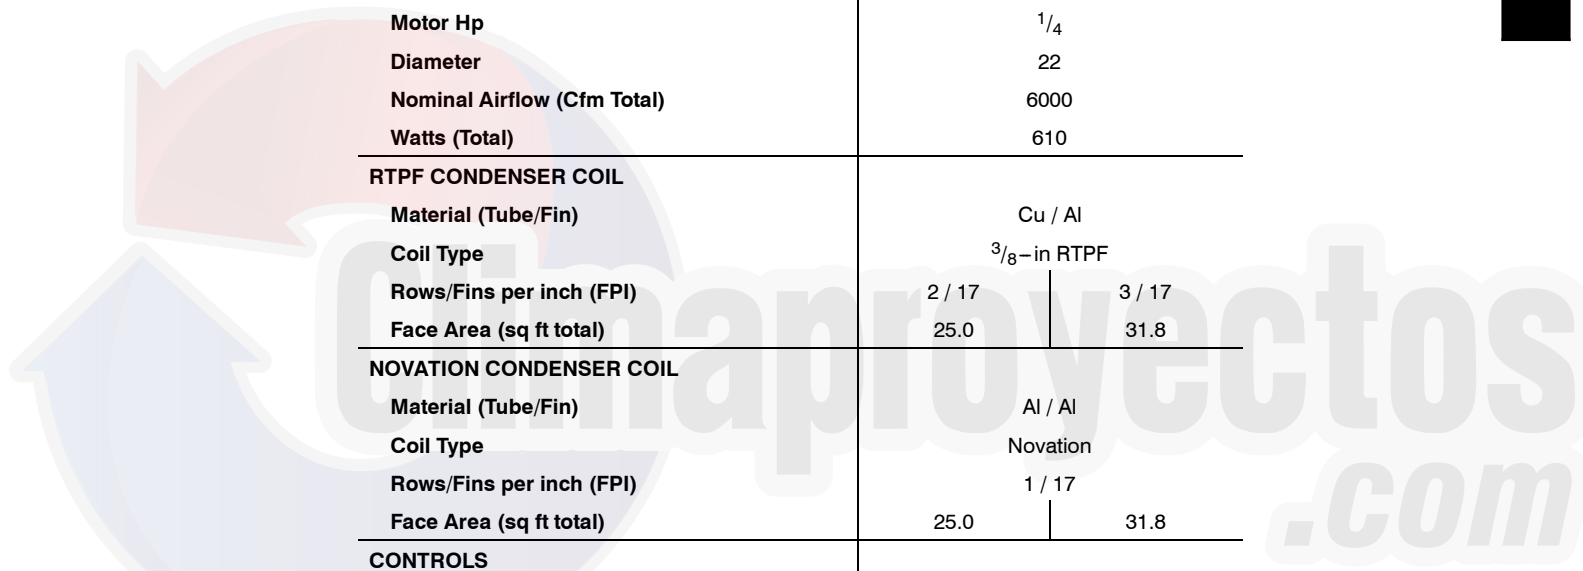 Motor Hp 1/4
Diameter 22
Nominal Airflow (Cfm Total) 6000
Watts (Total) 610
RTPF CONDENSER COIL
Material (Tube/Fin) Cu / Al
Coil Type 3/8-in RTPF
Rows/Fins per inch (FPI) 2 / 17 3 / 17
Face Area (sq ft total) 25.0 31.8
NOVATION CONDENSER COIL
Material (Tube/Fin) Al / Al
Coil Type Novation
Rows/Fins per inch (FPI) 1 / 17
Face Area (sq ft total) 25.0 31.8
CONTROLS
Climaproyectos
.com